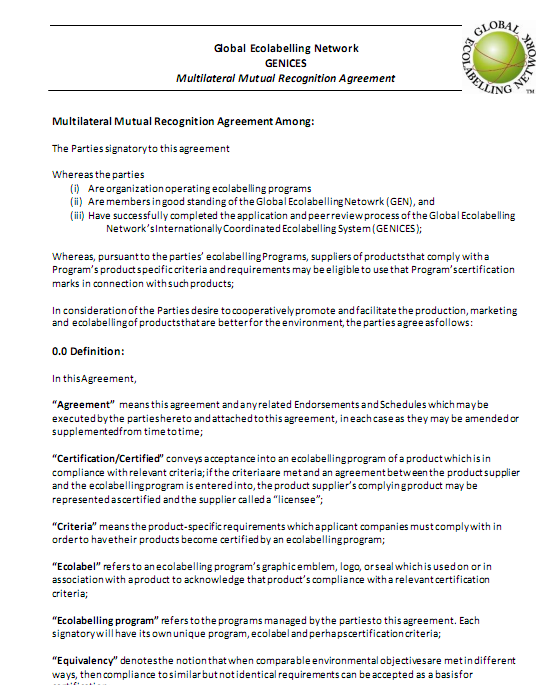 Global Ecolabelling Network
GENICES
Multilateral Mutual Recognition Agreement
GLOBAL ECOLABELLING NETWORK
TM
Multilateral Mutual Recognition Agreement Among:
The Parties signatory to this agreement
Whereas the parties
(i) Are organization operating ecolabelling programs
(ii) Are members in good standing of the Global Ecolabelling Netowrk (GEN), and
(iii) Have successfully completed the application and peer review process of the Global Ecolabelling
Network's Internationally Coordinated Ecolabelling System (GENICES);
Whereas, pursuant to the parties' ecolabelling Programs, suppliers of products that comply with a
Program's product specific criteria and requirements may be eligible to use that Program's certification
marks in connection with such products;
In consideration of the Parties desire to cooperatively promote and facilitate the production, marketing
and ecolabelling of products that are better for the environment, the parties agree as follows:
0.0 Definition:
In this Agreement,
"Agreement" means this agreement and any related Endorsements and Schedules which may be
executed by the parties hereto and attached to this agreement, in each case as they may be amended or
supplemented from time to time;
"Certification/Certified" conveys acceptance into an ecolabelling program of a product which is in
compliance with relevant criteria; if the criteria are met and an agreement between the product supplier
and the ecolabelling program is entered into, the product supplier's complying product may be
represented as certified and the supplier called a "licensee";
"Criteria" means the product-specific requirements which applicant companies must comply with in
order to have their products become certified by an ecolabelling program;
"Ecolabel" refers to an ecolabelling program's graphic emblem, logo, or seal which is used on or in
association with a product to acknowledge that product's compliance with a relevant certification
criteria;
"Ecolabelling program" refers to the programs managed by the parties to this agreement. Each
signatory will have its own unique program, ecolabel and perhaps certification criteria;
"Equivalency" denotes the notion that when comparable environmental objectives are met in different
ways, then compliance to similar but not identical requirements can be accepted as a basis for